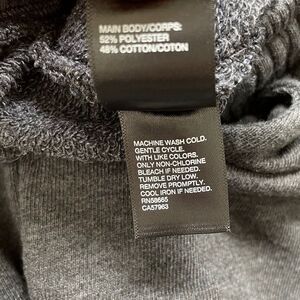 MAIN BODY/CORPS:
52% POLYESTER
48% COTTON/COTON
MACHINE WASH COLD.
GENTLE CYCLE.
WITH LIKE COLORS.
ONLY NON-CHLORINE
BLEACH IF NEEDED.
TUMBLE DRY LOW.
REMOVE PROMPTLY.
COOL IRON IF NEEDED.
RN58665
CA57963